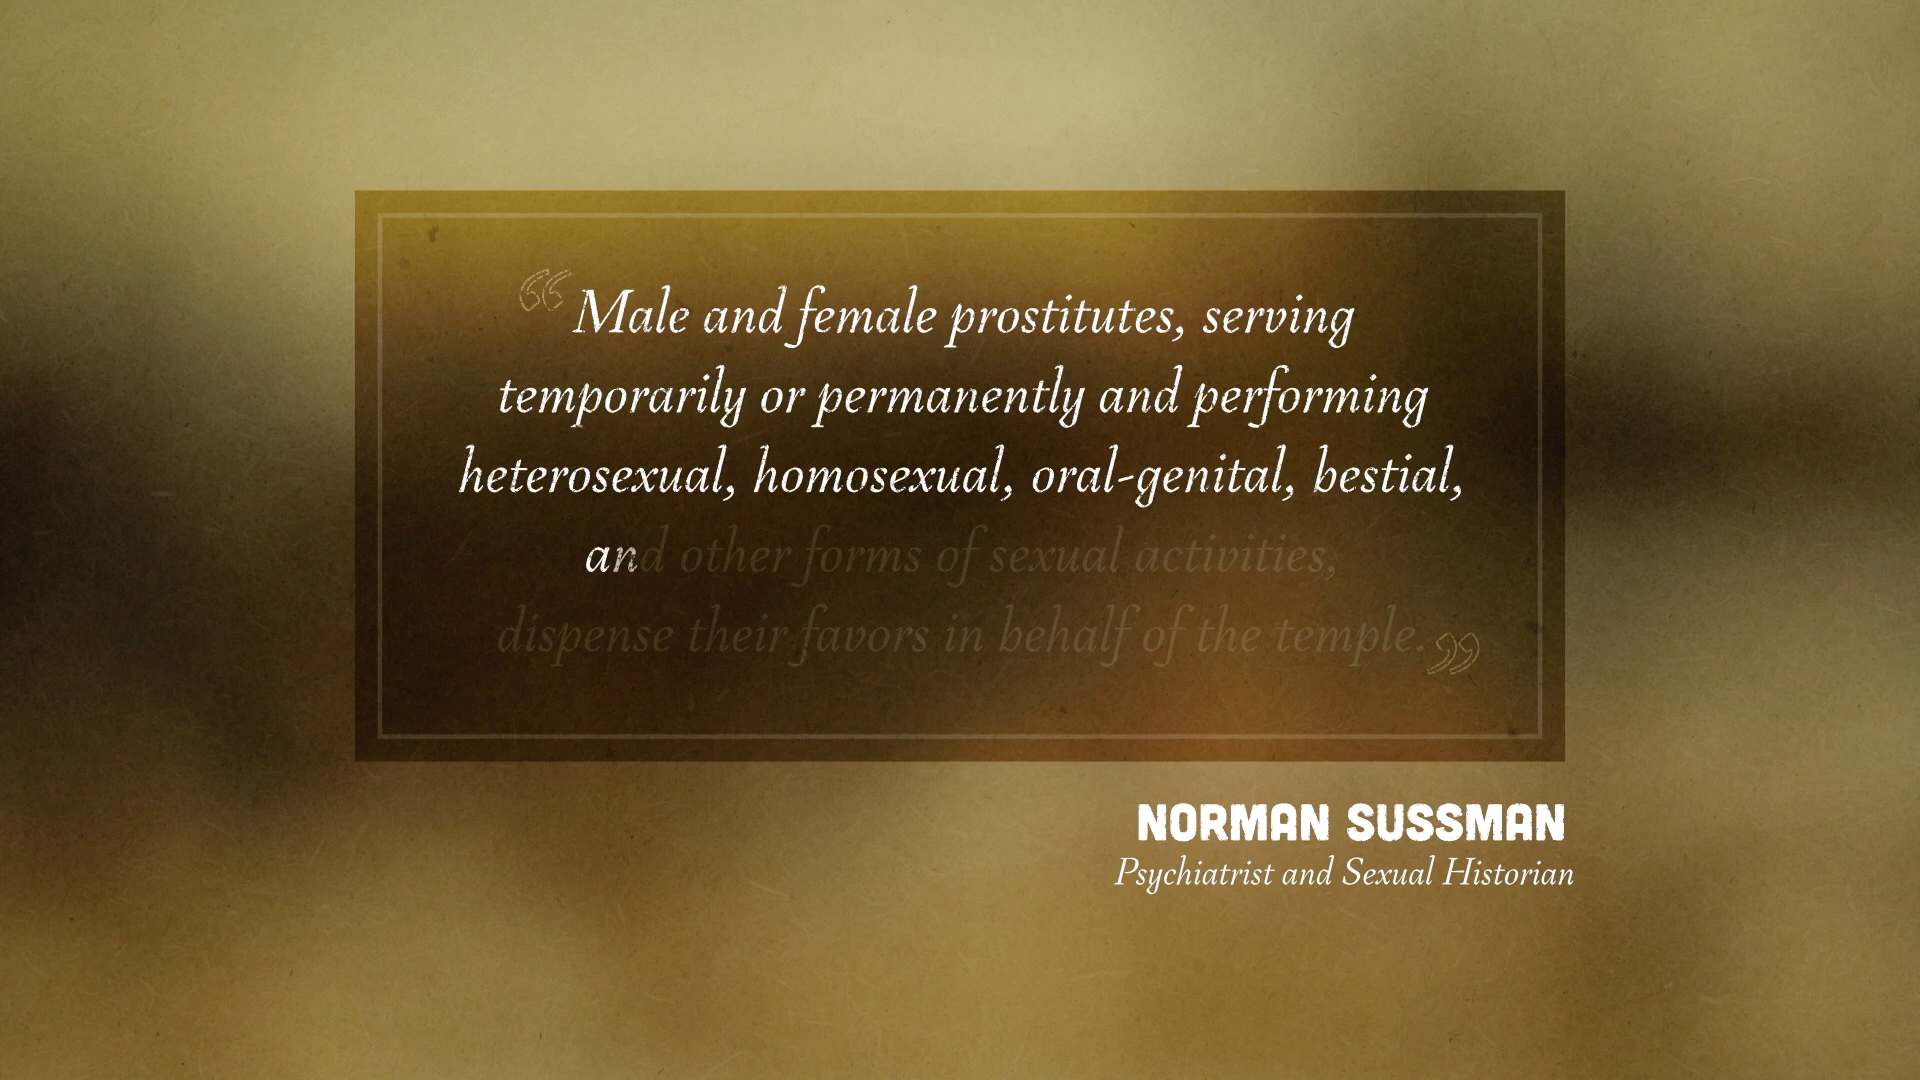 “Male and female prostitutes, serving
temporarily or permanently and performing
heterosexual, homosexual, oral-genital, bestial,
and other forms of sexual activities,
dispense their favors in behalf of the temple.”
NORMAN SUSSMAN
Psychiatrist and Sexual Historian